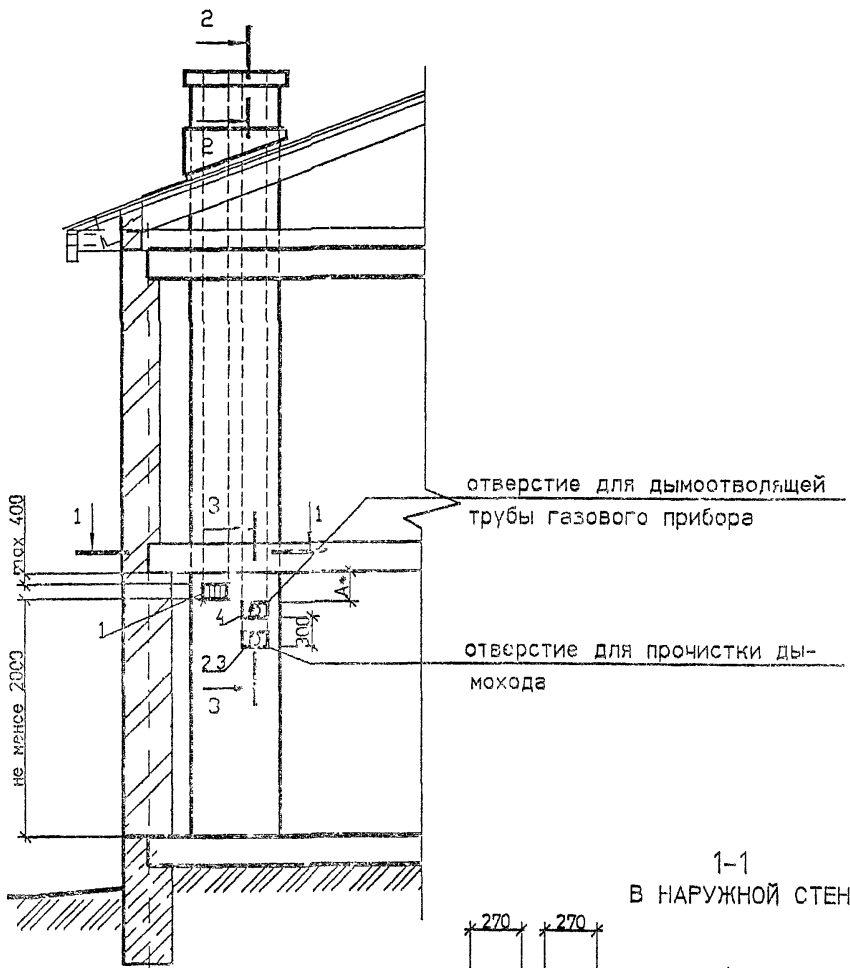 2
2
отверстие для дымоотволящей
трубы газового прибора
max 400
1
3
1
A*
1
4
300
2.3
отверстие для прочистки ды-
мохода
3
не менее 2000
1-1
В НАРУЖНОЙ СТЕН
270 270